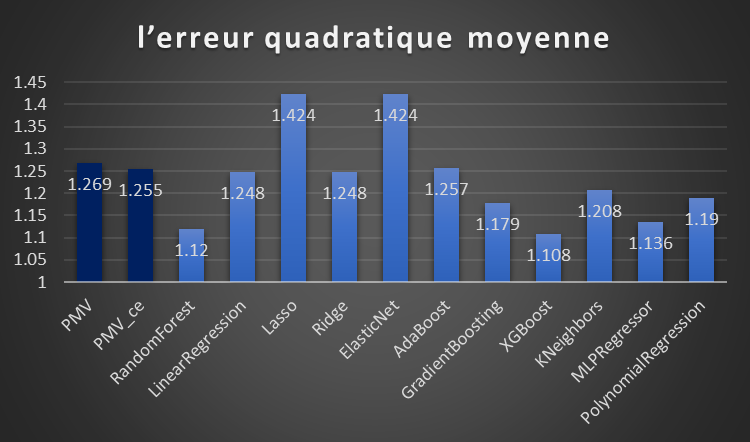 l'erreur quadratique moyenne
1.45
1.4
1.35
1.3
1.25
1.2
1.15
1.1
1.05
1
1.269
1.255
1.12
1.248
1.424
1.248
1.424
1.257
1.179
1.108
1.208
1.136
1.19
PMV
PMV_ce
RandomForest
LinearRegression
Lasso
Ridge
ElasticNet
AdaBoost
GradientBoosting
XGBoost
KNeighbors
MLPRegressor
PolynomialRegression